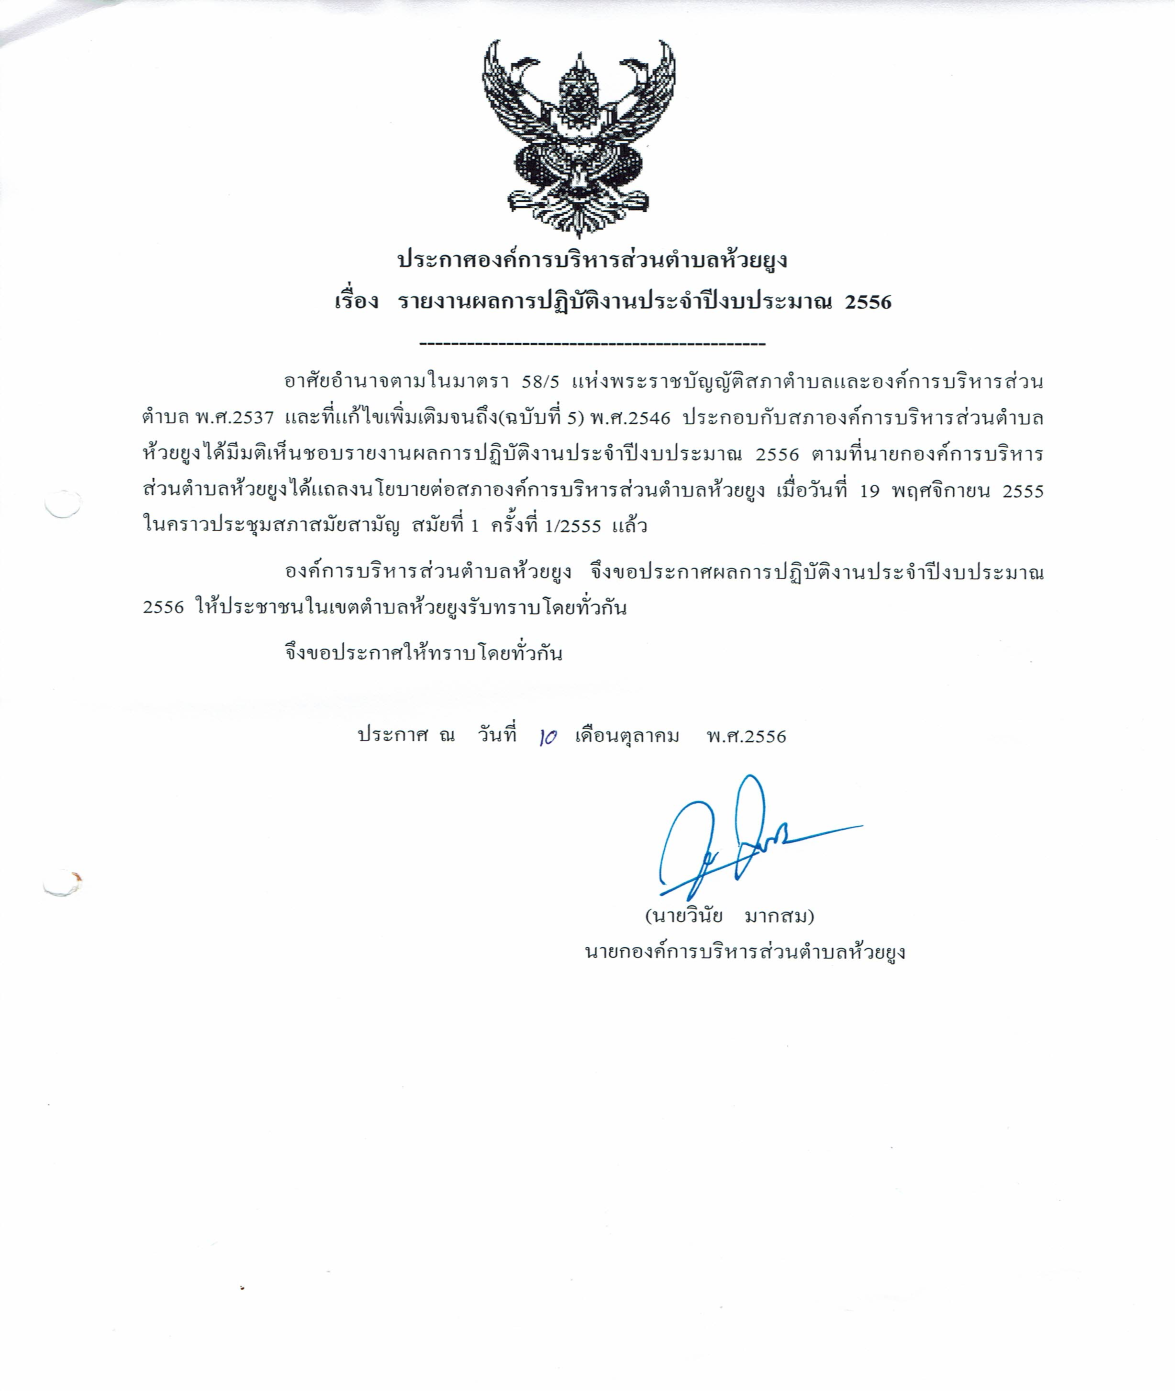 ประกาศองค์การบริหารส่วนตำบลห้วยยูง
เรื่อง รายงานผลการปฏิบัติงานประจำปีงบประมาณ 2556
--------------------------------------------
อาศัยอำนาจตามในมาตรา 58/5 แห่งพระราชบัญญัติสภาตำบลและองค์การบริหารส่วน
ตำบล พ.ศ.2537 และที่แก้ไขเพิ่มเติมจนถึง(ฉบับที่ 5) พ.ศ.2546 ประกอบกับสภาองค์การบริหารส่วนตำบล
ห้วยยูงได้มีมติเห็นชอบรายงานผลการปฏิบัติงานประจำปีงบประมาณ 2556 ตามที่นายกองค์การบริหาร
ส่วนตำบลห้วยยูงได้แถลงนโยบายต่อสภาองค์การบริหารส่วนตำบลห้วยยูง เมื่อวันที่ 19 พฤศจิกายน 2555
ในคราวประชุมสภาสมัยสามัญ สมัยที่ 1 ครั้งที่ 1/2555 แล้ว
องค์การบริหารส่วนตำบลห้วยยูง จึงขอประกาศผลการปฏิบัติงานประจำปีงบประมาณ
2556 ให้ประชาชนในเขตตำบลห้วยยูงรับทราบโดยทั่วกัน
จึงขอประกาศให้ทราบโดยทั่วกัน
ประกาศ ณ วันที่ 10 เดือนตุลาคม พ.ศ.2556
(นายวินัย มากสม)
นายกองค์การบริหารส่วนตำบลห้วยยูง